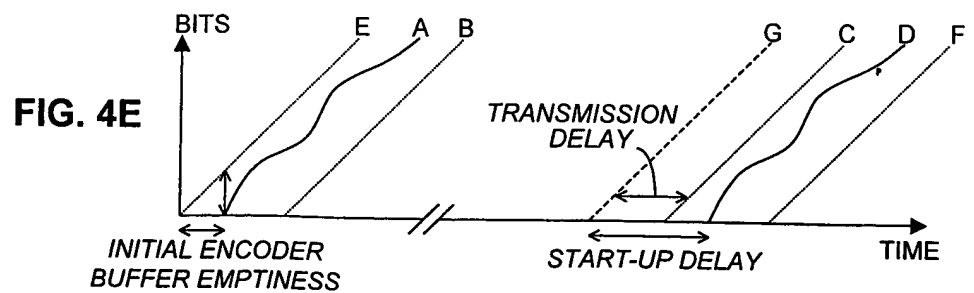 BITS
E
A
B
G
C
D
F
FIG. 4E
TRANSMISSION
DELAY
INITIAL ENCODER
BUFFER EMPTINESS
START-UP DELAY
TIME